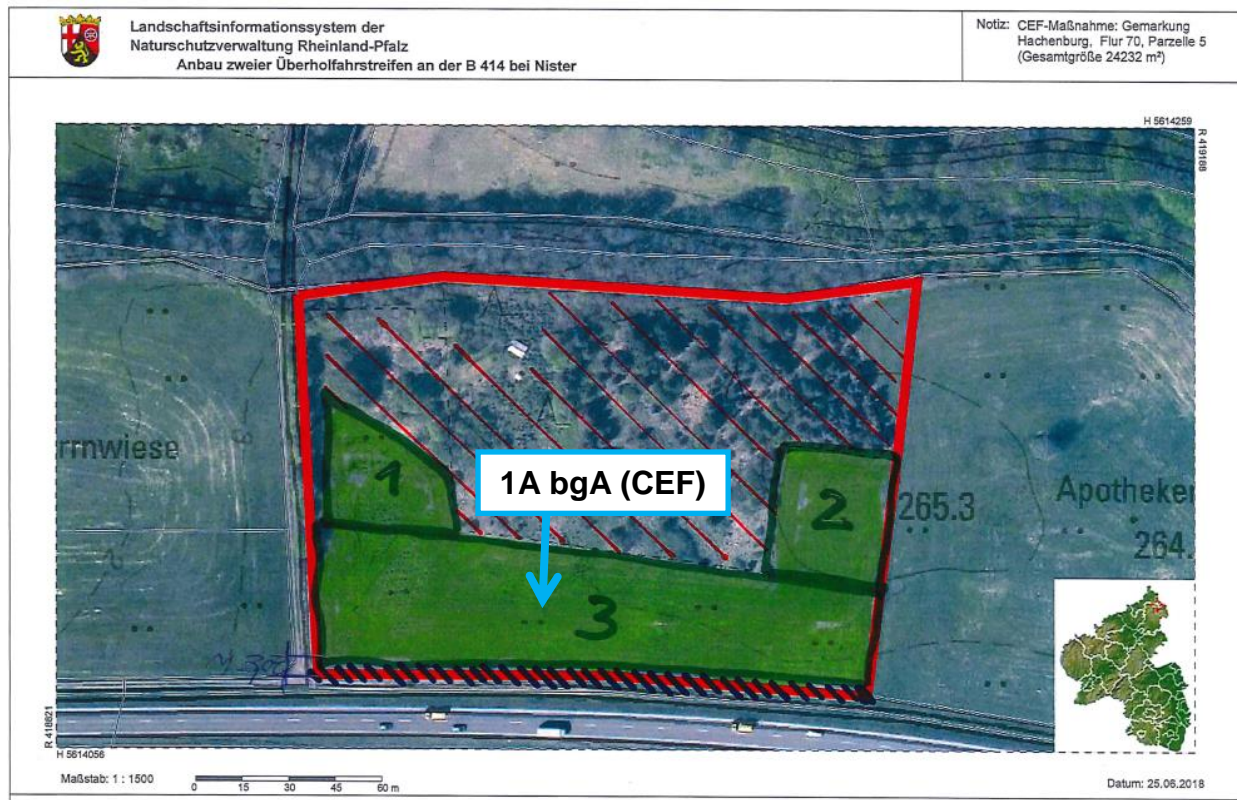 Landschaftsinformationssystem der
Naturschutzverwaltung Rheinland-Pfalz
Anbau zweier Überholfahrstreifen an der B 414 bei Nister
Notiz: CEF-Maßnahme: Gemarkung
Hachenburg, Flur 70, Parzelle 5
(Gesamtgröße 24232 m²)
H 5614259
R 419188
rmwiese
1
1A bgA (CEF)
2
265.3
Apotheker
264.
3
R 418621
H 5614056
Maßstab: 1 : 1500
0 15 30 45 60 m
Datum: 25.06.2018